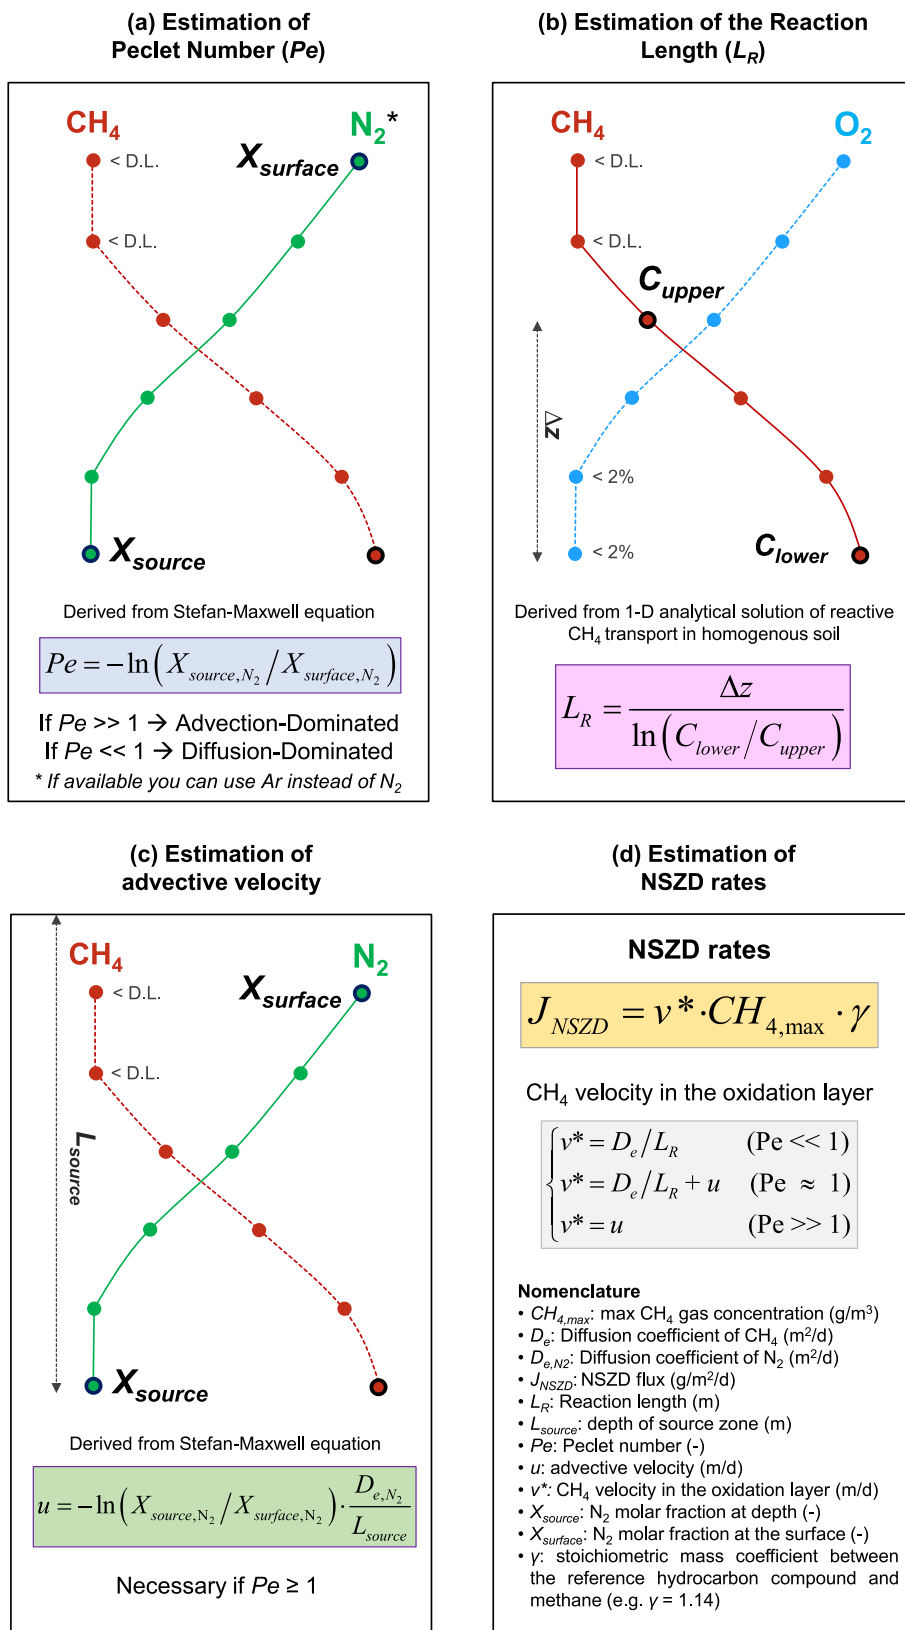 (a) Estimation of
Peclet Number (Pe)
CH4
N2*
Xsurface
< D.L.
< D.L.
Xsource
Derived from Stefan-Maxwell equation
Pe = −ln(Xsource,N2/Xsurface,N2)
If Pe >> 1 → Advection-Dominated
If Pe << 1 → Diffusion-Dominated
* If available you can use Ar instead of N2
(b) Estimation of the Reaction
Length (LR)
CH4
O2
< D.L.
< D.L.
Cupper
Δz
< 2%
< 2%
Clower
Derived from 1-D analytical solution of reactive
CH4 transport in homogenous soil
LR = Δz / ln(Clower/Cupper)
(c) Estimation of
advective velocity
CH4
N2
Xsurface
< D.L.
< D.L.
Lsource
Xsource
Derived from Stefan-Maxwell equation
u = −ln(Xsource,N2/Xsurface,N2) · De,N2 / Lsource
Necessary if Pe ≥ 1
(d) Estimation of
NSZD rates
NSZD rates
JNSZD = v* · CH4,max · γ
CH4 velocity in the oxidation layer
v* = De/LR (Pe << 1)
v* = De/LR + u (Pe ≈ 1)
v* = u (Pe >> 1)
Nomenclature
• CH4,max: max CH4 gas concentration (g/m³)
• De: Diffusion coefficient of CH4 (m²/d)
• De,N2: Diffusion coefficient of N2 (m²/d)
• JNSZD: NSZD flux (g/m²/d)
• LR: Reaction length (m)
• Lsource: depth of source zone (m)
• Pe: Peclet number (-)
• u: advective velocity (m/d)
• v*: CH4 velocity in the oxidation layer (m/d)
• Xsource: N2 molar fraction at depth (-)
• Xsurface: N2 molar fraction at the surface (-)
• γ: stoichiometric mass coefficient between
the reference hydrocarbon compound and
methane (e.g. γ = 1.14)